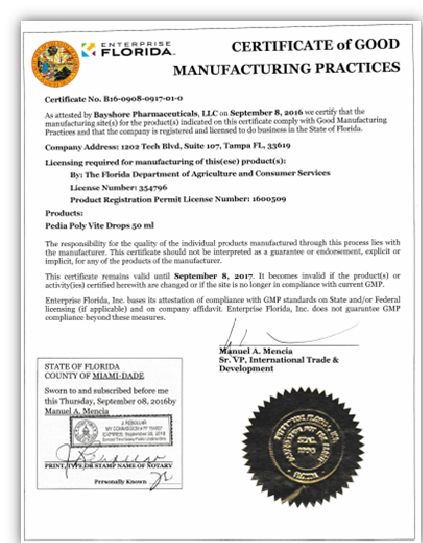 ENTERPRISE
FLORIDA
CERTIFICATE of GOOD
MANUFACTURING PRACTICES
Certificate No. B16-0908-0927-01-0
As attested by Bayshore Pharmaceuticals, LLC on September 8, 2016 we certify that the
manufacturing site(s) for the product(s) indicated on this certificate comply with Good Manufacturing
Practices and that the company is registered and licensed to do business in the State of Florida.
Company Address: 1202 Tech Blvd., Suite 107, Tampa FL, 33619
Licensing required for manufacturing of this(ese) product(s):
By: The Florida Department of Agriculture and Consumer Services
License Number: 354796
Product Registration Permit License Number: 1600509
Products:
Pedia Poly Vite Drops 50 ml
The responsibility for the quality of the individual products manufactured through this process lies with
the manufacturer. This certificate should not be interpreted as a guarantee or endorsement, explicit or
implicit, for any of the products of the manufacturer.
This certificate remains valid until September 8, 2017. It becomes invalid if the product(s) or
activity(ies) certified herewith are changed or if the site is no longer in compliance with current GMP.
Enterprise Florida, Inc. bases its attestation of compliance with GMP standards on State and/or Federal
licensing (if applicable) and on company affidavit. Enterprise Florida, Inc. does not guarantee GMP
compliance beyond these measures.
Manuel A. Mencia
Sr. VP, International Trade &
Development
STATE OF FLORIDA
COUNTY OF MIAMI-DADE
Sworn to and subscribed before me
this Thursday, September 08, 2016by
Manuel A. Mencia
J. REBOLLAR
PRINT, TYPE OR STAMP NAME OF NOTARY
Personally Known